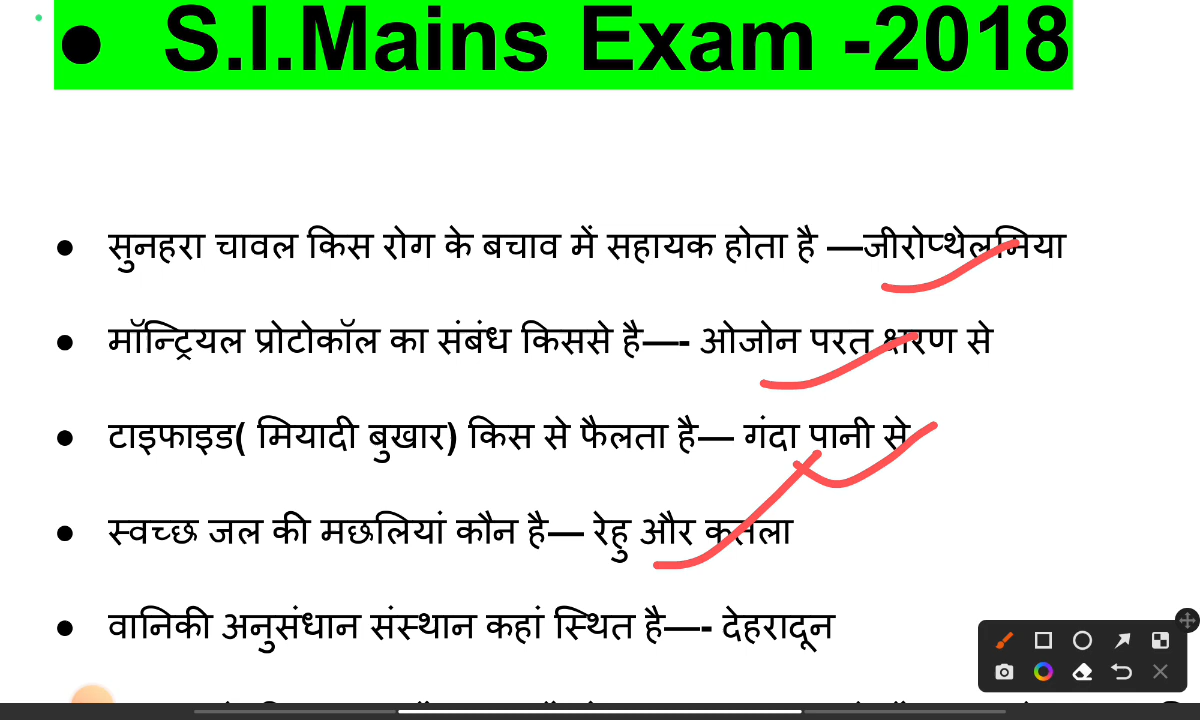 ● S.I.Mains Exam -2018
● सुनहरा चावल किस रोग के बचाव में सहायक होता है —जीरोप्थेलमिया
● मॉन्ट्रियल प्रोटोकॉल का संबंध किससे है—- ओजोन परत क्षरण से
● टाइफाइड( मियादी बुखार) किस से फैलता है— गंदा पानी से
● स्वच्छ जल की मछलियां कौन है— रेहु और कतला
● वानिकी अनुसंधान संस्थान कहां स्थित है—- देहरादून